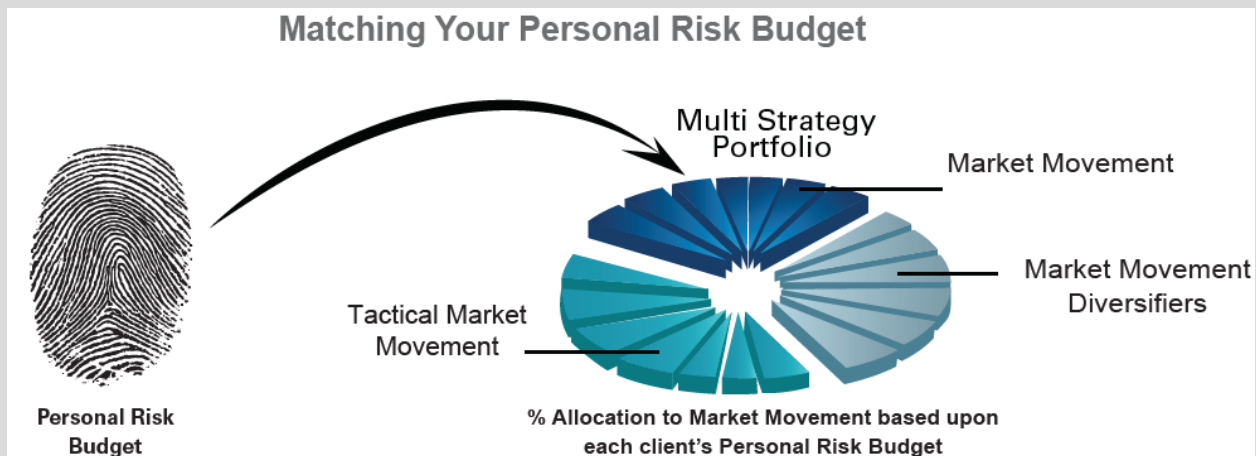 Matching Your Personal Risk Budget
Multi Strategy
Portfolio
Market Movement
Market Movement
Diversifiers
Tactical Market
Movement
Personal Risk
Budget
% Allocation to Market Movement based upon
each client's Personal Risk Budget